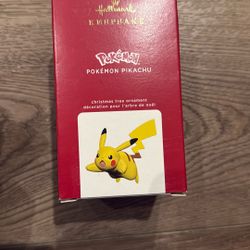 Hallmark
KEEPSAKE
POKÉMON
POKÉMON PIKACHU
christmas tree ornament
décoration pour l'arbre de noël